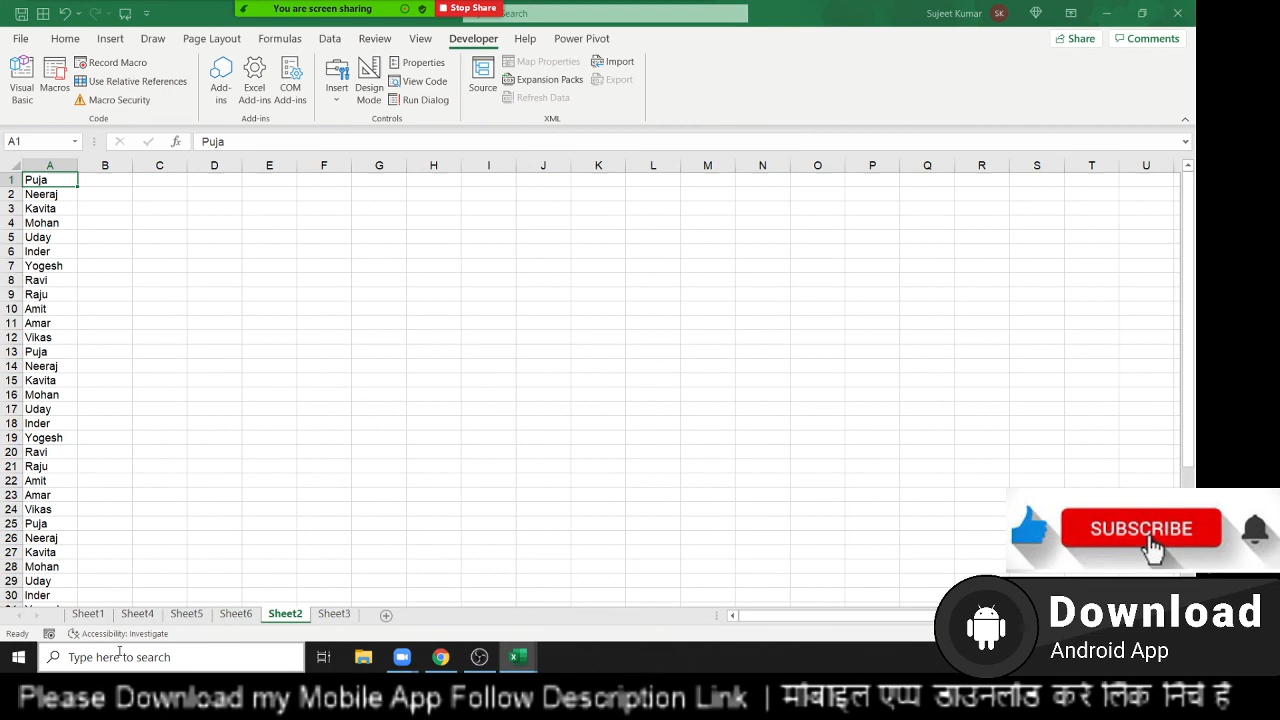 You are screen sharing
Stop Share
Search
Sujeet Kumar
SK
File Home Insert Draw Page Layout Formulas Data Review View Developer Help Power Pivot
Share
Comments
Visual Basic
Macros
Record Macro
Use Relative References
Macro Security
Code
Add-ins
Excel Add-ins
COM Add-ins
Add-ins
Insert
Design Mode
Properties
View Code
Run Dialog
Controls
Source
Map Properties
Expansion Packs
Refresh Data
Import
Export
XML
A1
fx
Puja
A B C D E F G H I J K L M N O P Q R S T U
1 Puja
2 Neeraj
3 Kavita
4 Mohan
5 Uday
6 Inder
7 Yogesh
8 Ravi
9 Raju
10 Amit
11 Amar
12 Vikas
13 Puja
14 Neeraj
15 Kavita
16 Mohan
17 Uday
18 Inder
19 Yogesh
20 Ravi
21 Raju
22 Amit
23 Amar
24 Vikas
25 Puja
26 Neeraj
27 Kavita
28 Mohan
29 Uday
30 Inder
SUBSCRIBE
Sheet1 Sheet4 Sheet5 Sheet6 Sheet2 Sheet3
Ready
Accessibility: Investigate
Download
Android App
Type here to search
Please Download my Mobile App Follow Description Link | मोबाइल एप्प डाउनलोड करे लिंक निचे है